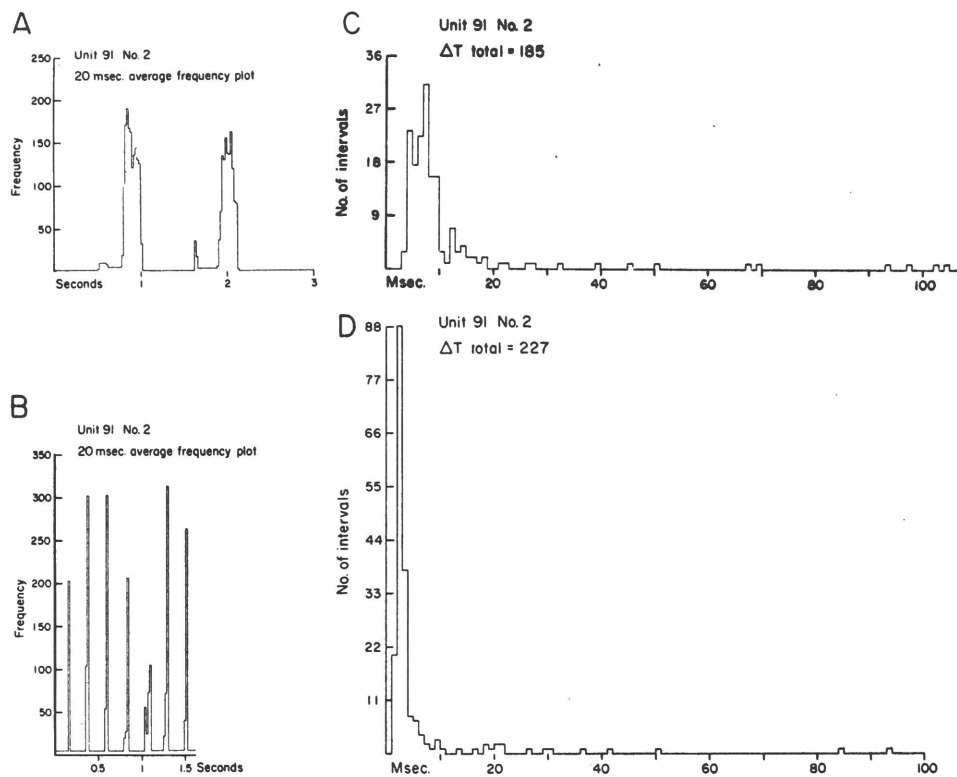 A
Unit 91 No. 2
20 msec. average frequency plot
250
200
150
100
50
Frequency
Seconds 1 2 3
B
Unit 91 No. 2
20 msec. average frequency plot
350
300
250
200
150
100
50
Frequency
0.5 1 1.5 Seconds
C
Unit 91 No. 2
ΔT total = 185
36
27
18
9
No. of intervals
Msec. 20 40 60 80 100
D
Unit 91 No. 2
ΔT total = 227
88
77
66
55
44
33
22
11
No. of intervals
Msec. 20 40 60 80 100